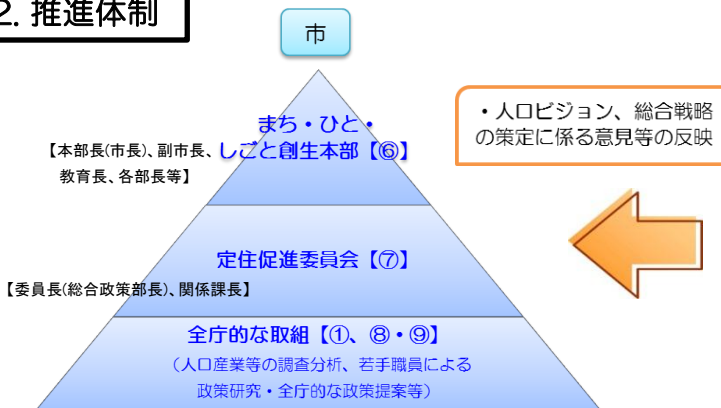 2. 推進体制
市
・人口ビジョン、総合戦略
の策定に係る意見等の反映
まち・ひと・
しごと創生本部【⑥】
【本部長(市長)、副市長、
教育長、各部長等】
定住促進委員会【⑦】
【委員長(総合政策部長)、関係課長】
全庁的な取組【①、⑧・⑨】
（人口産業等の調査分析、若手職員による
政策研究・全庁的な政策提案等）